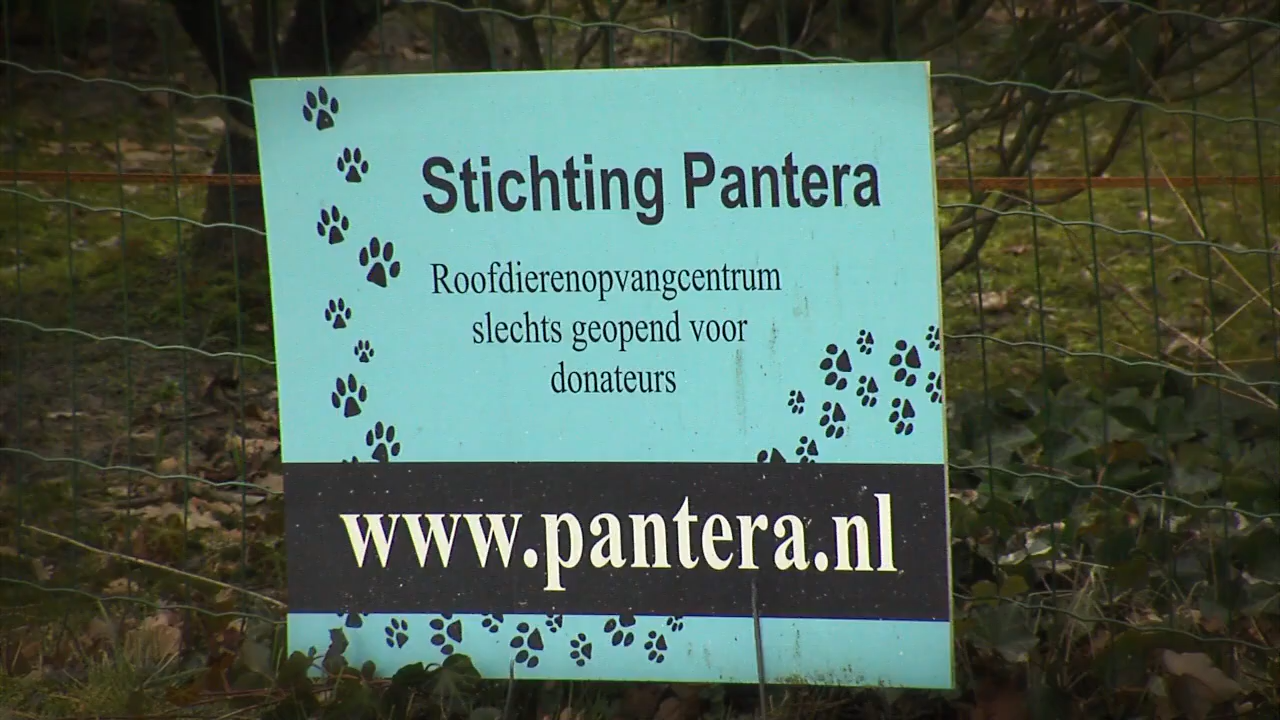 Stichting Pantera
Roofdierenopvangcentrum
slechts geopend voor
donateurs
www.pantera.nl